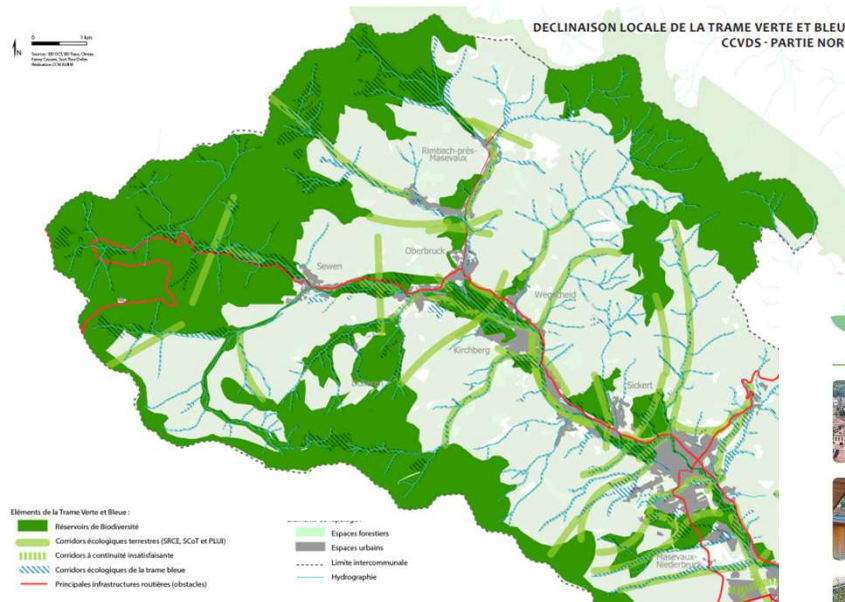 DECLINAISON LOCALE DE LA TRAME VERTE ET BLEU
CCVDS - PARTIE NOR
0 1 km
N
Rimbach-près-
Masevaux
Oberbruck
Sewen
Wegscheid
Kirchberg
Sickert
Masevaux-
Niederbruck
Eléments de la Trame Verte et Bleue :
Réservoirs de Biodiversité
Corridors écologiques terrestres (SRCE, SCoT et PLUI)
Corridors à continuité insatisfaisante
Corridors écologiques de la trame bleue
Principales infrastructures routières (obstacles)
Espaces forestiers
Espaces urbains
Limite intercommunale
Hydrographie